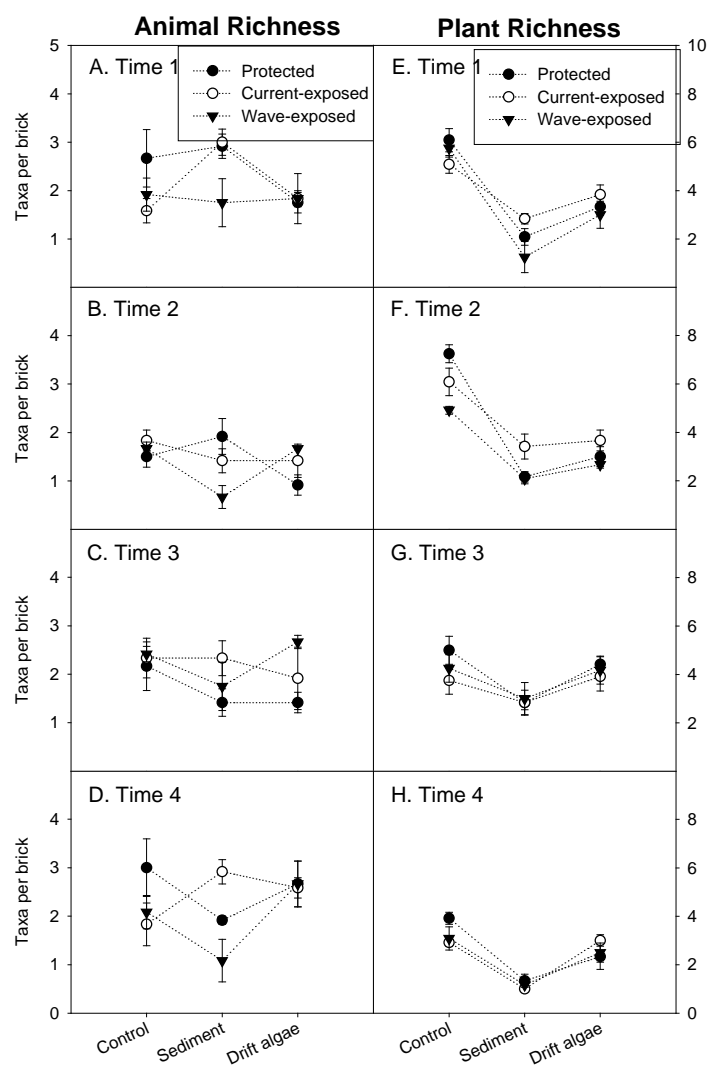 Animal Richness
Plant Richness
5
4
3
2
1
Taxa per brick
A. Time 1
Protected
Current-exposed
Wave-exposed
E. Time 1
Protected
Current-exposed
Wave-exposed
10
8
6
4
2
4
3
2
1
Taxa per brick
B. Time 2
F. Time 2
8
6
4
2
4
3
2
1
Taxa per brick
C. Time 3
G. Time 3
8
6
4
2
4
3
2
1
0
Taxa per brick
D. Time 4
H. Time 4
8
6
4
2
0
Control
Sediment
Drift algae
Control
Sediment
Drift algae